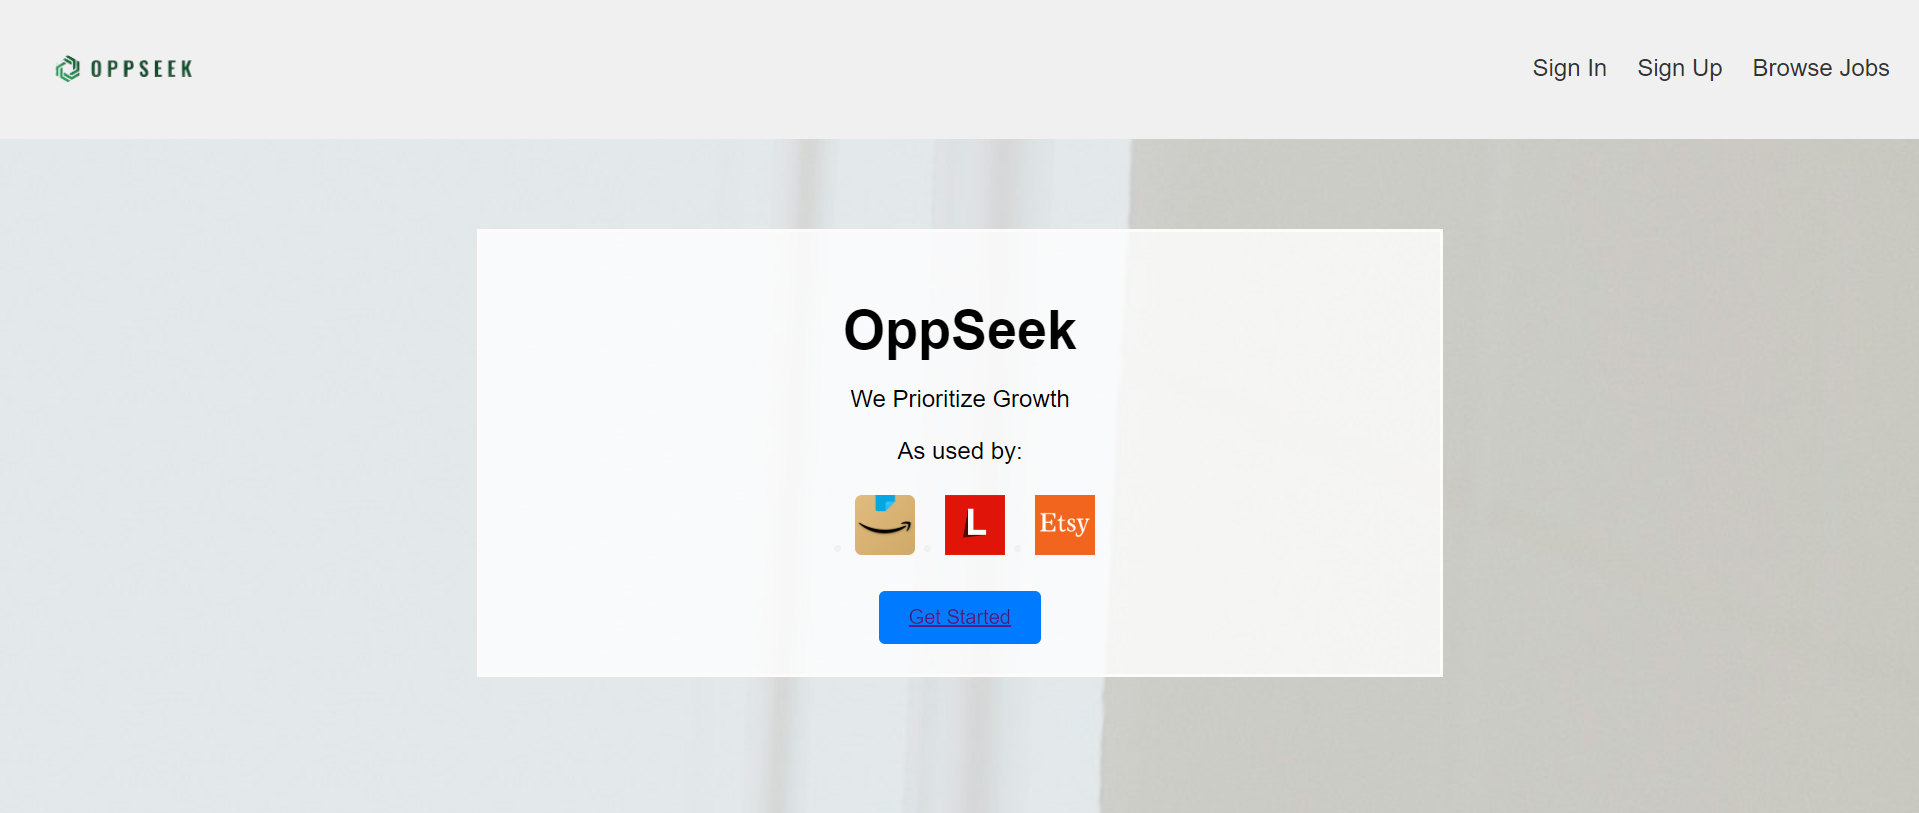 OPPSEEK
Sign In Sign Up Browse Jobs
OppSeek
We Prioritize Growth
As used by:
L Etsy
Get Started